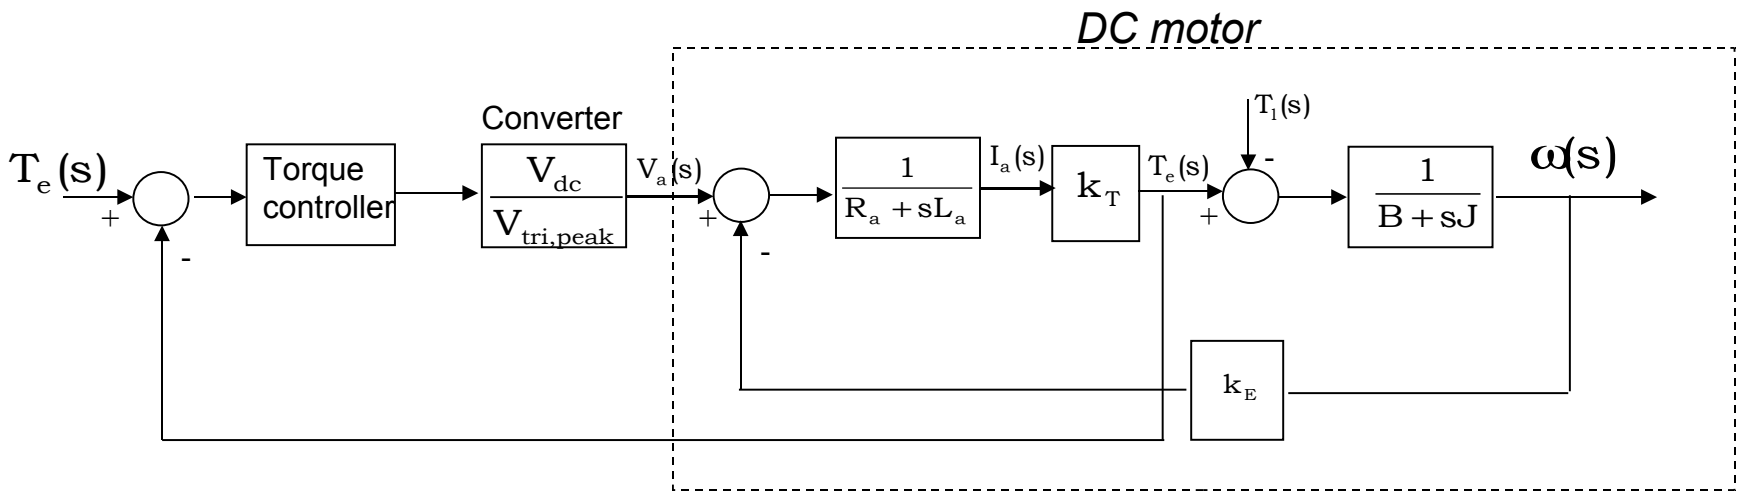 DC motor
Converter
T_l(s)
T_e(s)
+
-
Torque
controller
V_dc
V_tri,peak
V_a(s)
+
-
1
R_a + sL_a
I_a(s)
k_T
T_e(s)
+
-
1
B + sJ
ω(s)
k_E